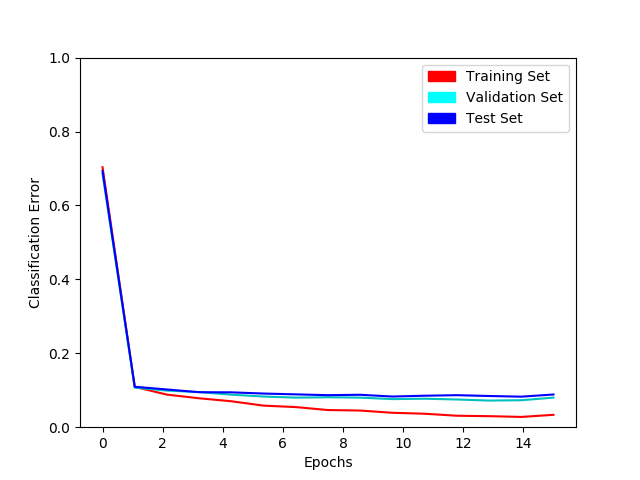 1.0
0.8
0.6
0.4
0.2
0.0
Classification Error
Training Set
Validation Set
Test Set
0 2 4 6 8 10 12 14
Epochs